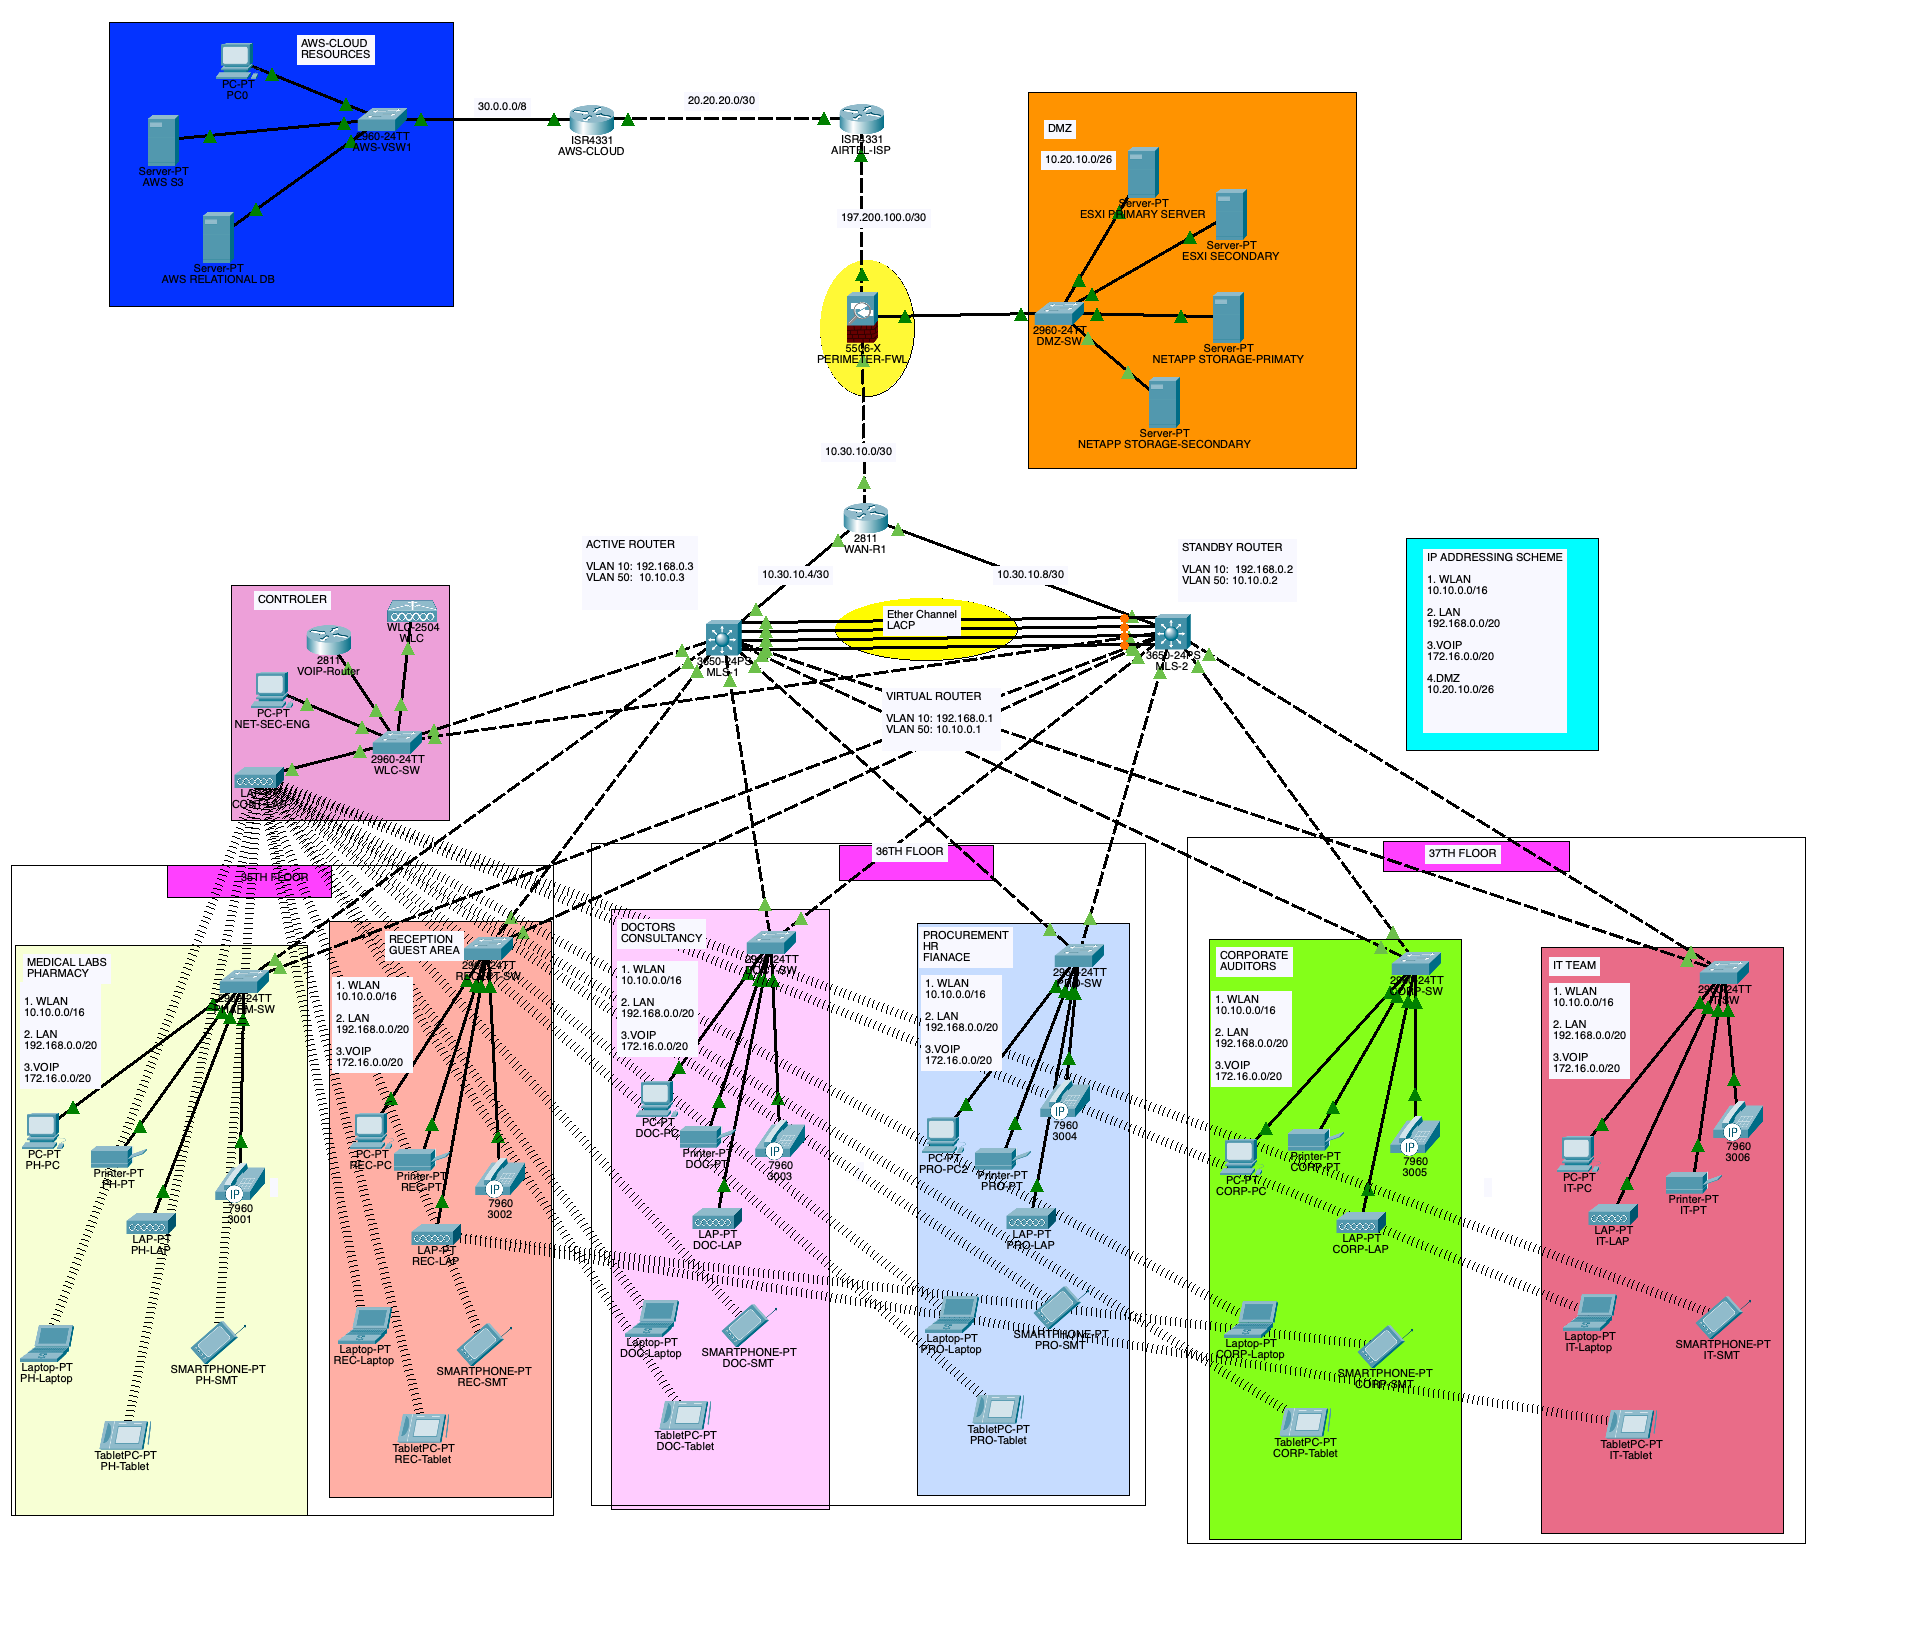 AWS-CLOUD
RESOURCES
PC-PT
PC0
2960-24TT
AWS-VSW1
Server-PT
AWS S3
Server-PT
AWS RELATIONAL DB
30.0.0.0/8
ISR4331
AWS-CLOUD
20.20.20.0/30
ISR4331
AIRTEL-ISP
197.200.100.0/30
5506-X
PERIMETER-FWL
DMZ
10.20.10.0/26
Server-PT
ESXI PRIMARY SERVER
Server-PT
ESXI SECONDARY
2960-24TT
DMZ-SW
Server-PT
NETAPP STORAGE-PRIMATY
Server-PT
NETAPP STORAGE-SECONDARY
10.30.10.0/30
2811
WAN-R1
ACTIVE ROUTER
VLAN 10: 192.168.0.3
VLAN 50: 10.10.0.3
10.30.10.4/30
10.30.10.8/30
STANDBY ROUTER
VLAN 10: 192.168.0.2
VLAN 50: 10.10.0.2
Ether Channel
LACP
3650-24PS
MLS-1
3650-24PS
MLS-2
VIRTUAL ROUTER
VLAN 10: 192.168.0.1
VLAN 50: 10.10.0.1
IP ADDRESSING SCHEME
1. WLAN
10.10.0.0/16
2. LAN
192.168.0.0/20
3.VOIP
172.16.0.0/20
4.DMZ
10.20.10.0/26
CONTROLER
WLC-2504
WLC
2811
VOIP-Router
PC-PT
NET-SEC-ENG
2960-24TT
WLC-SW
35TH FLOOR
MEDICAL LABS
PHARMACY
1. WLAN
10.10.0.0/16
2. LAN
192.168.0.0/20
3.VOIP
172.16.0.0/20
2960-24TT
PHARM-SW
PC-PT
PH-PC
Printer-PT
PH-PT
LAP-PT
PH-LAP
IP
7960
3001
Laptop-PT
PH-Laptop
SMARTPHONE-PT
PH-SMT
TabletPC-PT
PH-Tablet
RECEPTION
GUEST AREA
1. WLAN
10.10.0.0/16
2. LAN
192.168.0.0/20
3.VOIP
172.16.0.0/20
2960-24TT
PC-PT
REC-PC
Printer-PT
REC-PT
LAP-PT
REC-LAP
IP
7960
3002
Laptop-PT
REC-Laptop
SMARTPHONE-PT
REC-SMT
TabletPC-PT
REC-Tablet
36TH FLOOR
DOCTORS
CONSULTANCY
1. WLAN
10.10.0.0/16
2. LAN
192.168.0.0/20
3.VOIP
172.16.0.0/20
2960-24TT
PC-PT
DOC-PC
Printer-PT
DOC-PT
LAP-PT
DOC-LAP
IP
7960
3003
Laptop-PT
DOC-Laptop
SMARTPHONE-PT
DOC-SMT
TabletPC-PT
DOC-Tablet
PROCUREMENT
HR
FIANACE
1. WLAN
10.10.0.0/16
2. LAN
192.168.0.0/20
3.VOIP
172.16.0.0/20
2960-24TT
PRO-SW
PC-PT
PRO-PC2
Printer-PT
PRO-PT
LAP-PT
PRO-LAP
IP
7960
3004
Laptop-PT
PRO-Laptop
SMARTPHONE-PT
PRO-SMT
TabletPC-PT
PRO-Tablet
37TH FLOOR
CORPORATE
AUDITORS
1. WLAN
10.10.0.0/16
2. LAN
192.168.0.0/20
3.VOIP
172.16.0.0/20
2960-24TT
CORP-SW
PC-PT
CORP-PC
Printer-PT
CORP-PT
LAP-PT
CORP-LAP
IP
7960
3005
Laptop-PT
CORP-Laptop
SMARTPHONE-PT
CORP-SMT
TabletPC-PT
CORP-Tablet
IT TEAM
1. WLAN
10.10.0.0/16
2. LAN
192.168.0.0/20
3.VOIP
172.16.0.0/20
2960-24TT
IT-SW
PC-PT
IT-PC
Printer-PT
IT-PT
LAP-PT
IT-LAP
IP
7960
3006
Laptop-PT
IT-Laptop
SMARTPHONE-PT
IT-SMT
TabletPC-PT
IT-Tablet